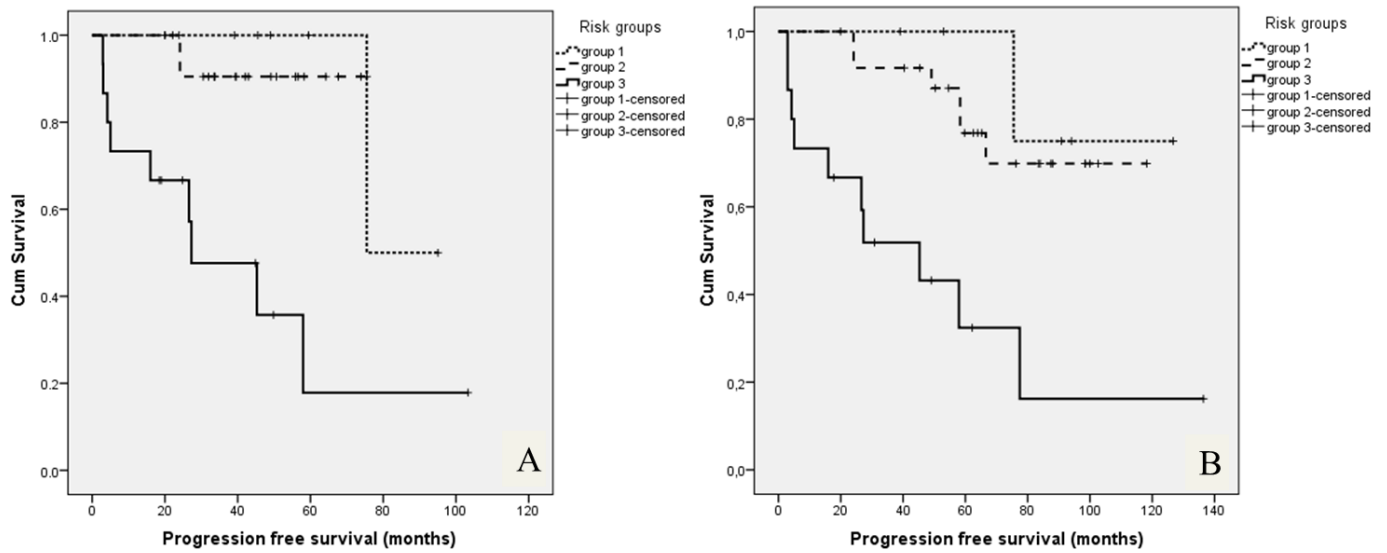 Risk groups
group 1
group 2
group 3
group 1-censored
group 2-censored
group 3-censored
Cum Survival
1.0
0.8
0.6
0.4
0.2
0.0
0 20 40 60 80 100 120
Progression free survival (months)
A
Risk groups
group 1
group 2
group 3
group 1-censored
group 2-censored
group 3-censored
Cum Survival
1,0
0,8
0,6
0,4
0,2
0,0
0 20 40 60 80 100 120 140
Progression free survival (months)
B